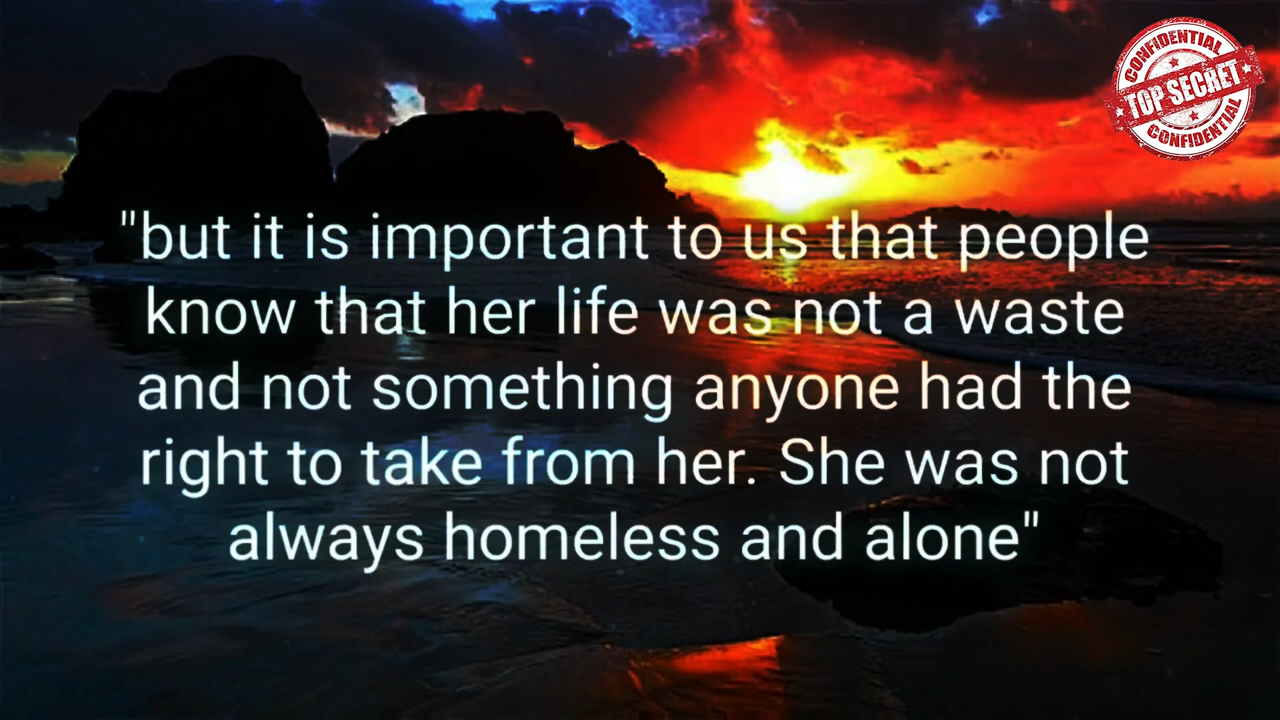 CONFIDENTIAL
TOP SECRET
CONFIDENTIAL
"but it is important to us that people
know that her life was not a waste
and not something anyone had the
right to take from her. She was not
always homeless and alone"